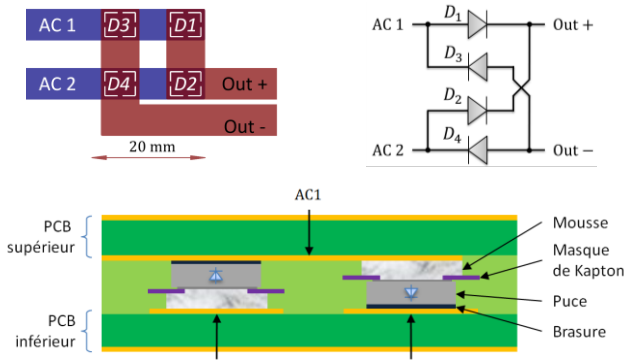 AC 1
D3
D1
AC 2
D4
D2
Out +
Out -
20 mm
AC 1
D₁
Out +
D₃
D₂
D₄
AC 2
Out −
AC1
PCB
supérieur
PCB
inférieur
Mousse
Masque
de Kapton
Puce
Brasure